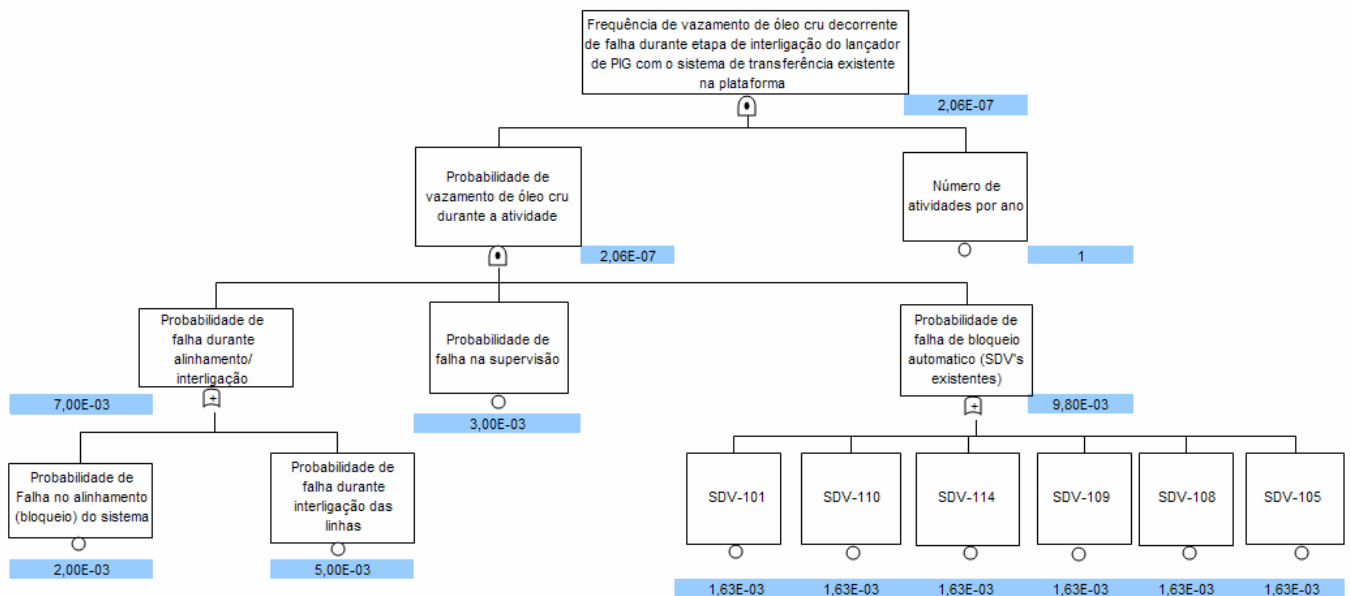 Frequência de vazamento de óleo cru decorrente
de falha durante etapa de interligação do lançador
de PIG com o sistema de transferência existente
na plataforma
2,06E-07
Probabilidade de
vazamento de óleo cru
durante a atividade
2,06E-07
Número de
atividades por ano
1
Probabilidade de
falha durante
alinhamento/
interligação
7,00E-03
Probabilidade de
falha na supervisão
3,00E-03
Probabilidade de
falha de bloqueio
automatico (SDV's
existentes)
9,80E-03
Probabilidade de
Falha no alinhamento
(bloqueio) do sistema
2,00E-03
Probabilidade de
falha durante
interligação das
linhas
5,00E-03
SDV-101
1,63E-03
SDV-110
1,63E-03
SDV-114
1,63E-03
SDV-109
1,63E-03
SDV-108
1,63E-03
SDV-105
1,63E-03